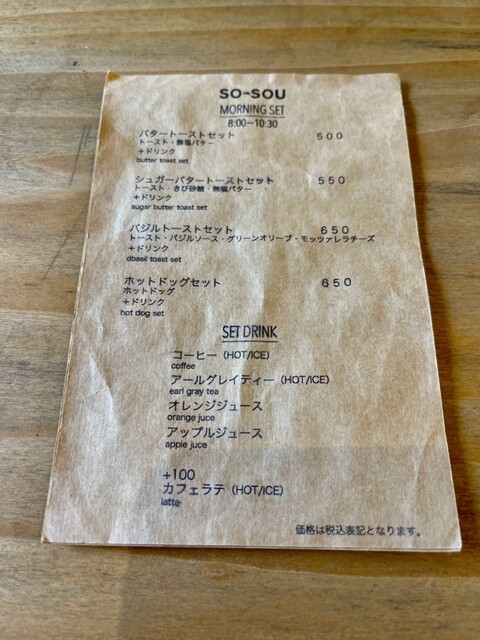 SO-SOU
MORNING SET
8:00~10:30
バタートーストセット 500
トースト・無塩バター
+ドリンク
butter toast set
シュガーバタートーストセット 550
トースト・きび砂糖・無塩バター
+ドリンク
sugar butter toast set
バジルトーストセット 650
トースト・バジルソース・グリーンオリーブ・モッツァレラチーズ
+ドリンク
dbasil toast set
ホットドッグセット 650
ホットドッグ
+ドリンク
hot dog set
SET DRINK
コーヒー (HOT/ICE)
coffee
アールグレイティー (HOT/ICE)
earl gray tea
オレンジジュース
orange juce
アップルジュース
apple juce
+100
カフェラテ (HOT/ICE)
latte
価格は税込表記となります。